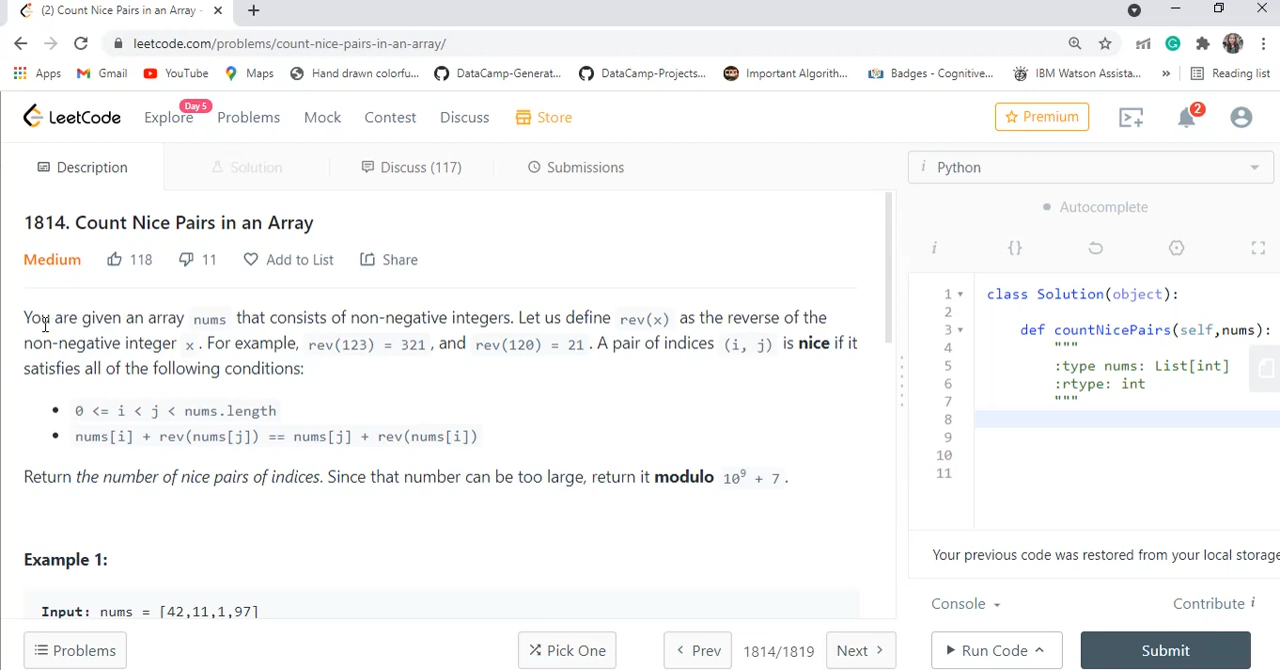 (2) Count Nice Pairs in an Array -
leetcode.com/problems/count-nice-pairs-in-an-array/
Apps Gmail YouTube Maps Hand drawn colorfu... DataCamp-Generat... DataCamp-Projects... Important Algorith... Badges - Cognitive... IBM Watson Assista... » Reading list
LeetCode Explore Day 5 Problems Mock Contest Discuss Store Premium 2
Description Solution Discuss (117) Submissions
i Python
Autocomplete
i {}
1814. Count Nice Pairs in an Array
Medium 118 11 Add to List Share
You are given an array nums that consists of non-negative integers. Let us define rev(x) as the reverse of the
non-negative integer x. For example, rev(123) = 321, and rev(120) = 21. A pair of indices (i, j) is nice if it
satisfies all of the following conditions:
• 0 <= i < j < nums.length
• nums[i] + rev(nums[j]) == nums[j] + rev(nums[i])
Return the number of nice pairs of indices. Since that number can be too large, return it modulo 10⁹ + 7.
Example 1:
Input: nums = [42,11,1,97]
1 class Solution(object):
2
3 def countNicePairs(self,nums):
4 """
5 :type nums: List[int]
6 :rtype: int
7 """
8
9
10
11
Your previous code was restored from your local storage
Console Contribute i
Problems Pick One Prev 1814/1819 Next Run Code Submit